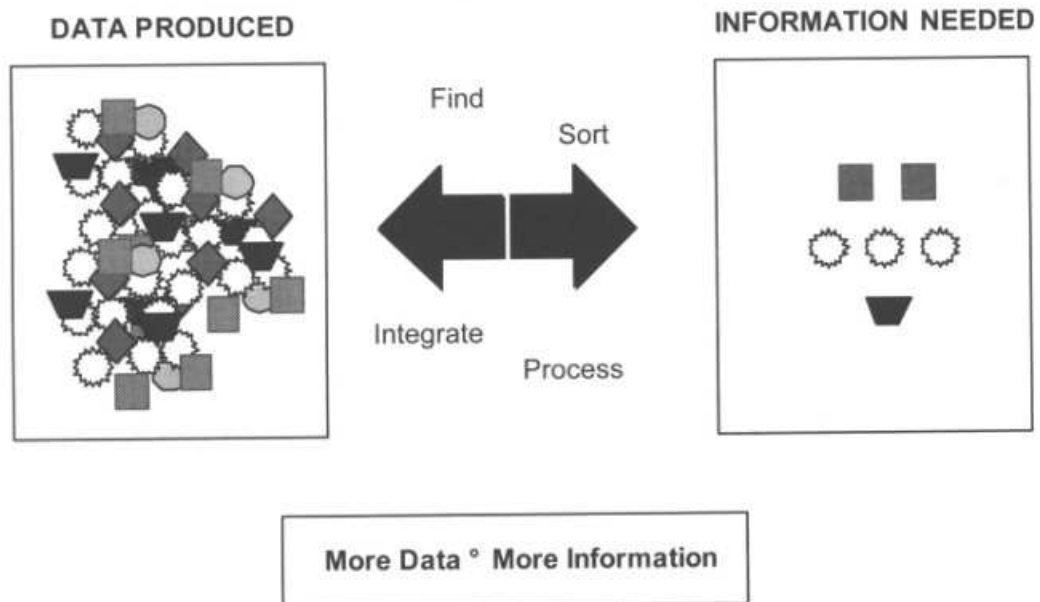 DATA PRODUCED
INFORMATION NEEDED
Find
Sort
Integrate
Process
More Data ° More Information